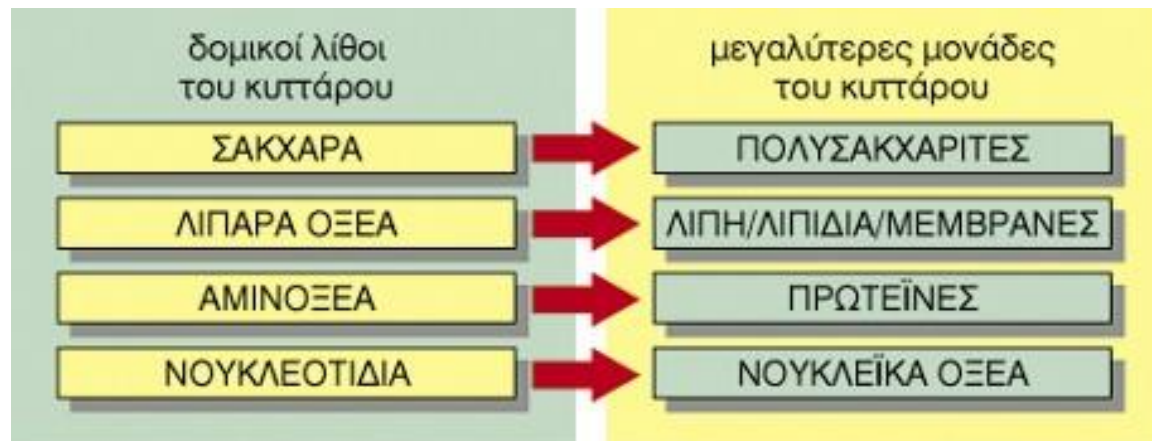 δομικοί λίθοι
του κυττάρου
μεγαλύτερες μονάδες
του κυττάρου
ΣΑΚΧΑΡΑ
ΠΟΛΥΣΑΚΧΑΡΙΤΕΣ
ΛΙΠΑΡΑ ΟΞΕΑ
ΛΙΠΗ/ΛΙΠΙΔΙΑ/ΜΕΜΒΡΑΝΕΣ
ΑΜΙΝΟΞΕΑ
ΠΡΩΤΕΪΝΕΣ
ΝΟΥΚΛΕΟΤΙΔΙΑ
ΝΟΥΚΛΕΪΚΑ ΟΞΕΑ